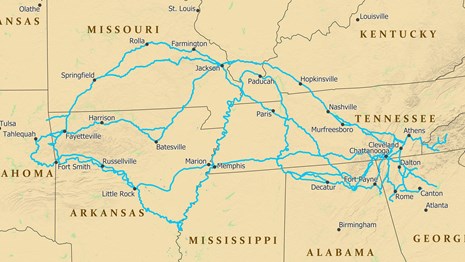 Olathe
St. Louis
Louisville
ANSAS
MISSOURI
KENTUCKY
Rolla
Farmington
Jackson
Paducah
Hopkinsville
Springfield
Tulsa
Tahlequah
Fayetteville
Harrison
Batesville
Paris
Nashville
Murfreesboro
TENNESSEE
Athens
Cleveland
Chattanooga
Dalton
AHOMA
Fort Smith
Russellville
Little Rock
Marion
Memphis
Fort Payne
Decatur
Rome
Canton
Atlanta
ARKANSAS
MISSISSIPPI
Birmingham
ALABAMA
GEORG